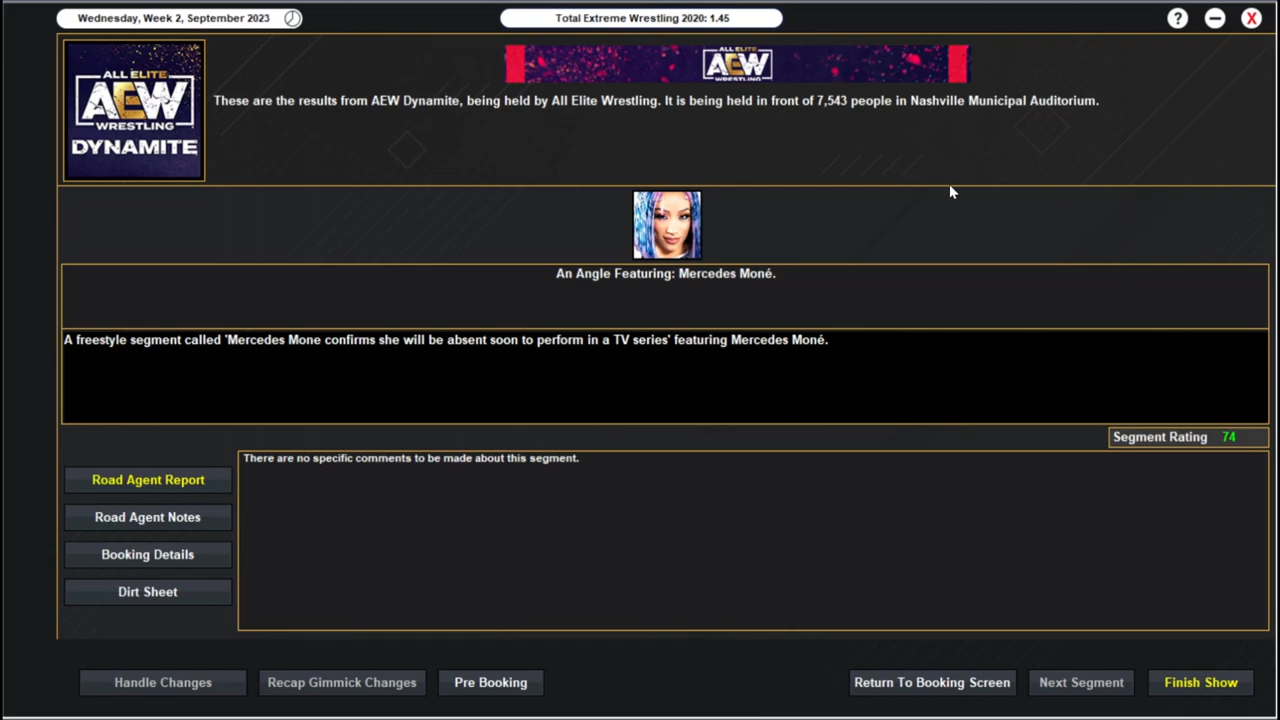 Wednesday, Week 2, September 2023
Total Extreme Wrestling 2020: 1.45
?
X
ALL ELITE
AEW
WRESTLING
DYNAMITE
ALL ELITE
AEW
WRESTLING
These are the results from AEW Dynamite, being held by All Elite Wrestling. It is being held in front of 7,543 people in Nashville Municipal Auditorium.
An Angle Featuring: Mercedes Moné.
A freestyle segment called 'Mercedes Mone confirms she will be absent soon to perform in a TV series' featuring Mercedes Moné.
Segment Rating 74
There are no specific comments to be made about this segment.
Road Agent Report
Road Agent Notes
Booking Details
Dirt Sheet
Handle Changes
Recap Gimmick Changes
Pre Booking
Return To Booking Screen
Next Segment
Finish Show